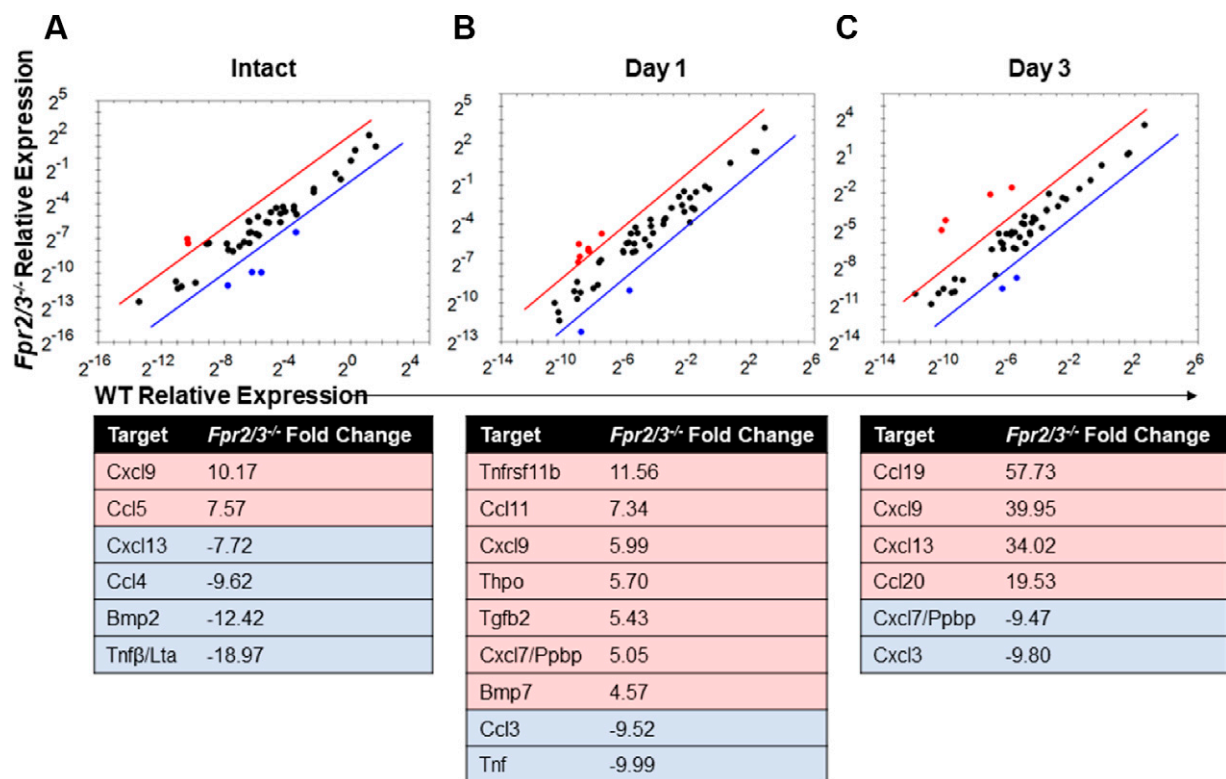 A
B
C
Intact
Day 1
Day 3
Fpr2/3-/- Relative Expression
2^5
2^2
2^-1
2^-4
2^-7
2^-10
2^-13
2^-16
2^-16
2^-12
2^-8
2^-4
2^0
2^4
2^5
2^2
2^-1
2^-4
2^-7
2^-10
2^-13
2^-10
2^-6
2^-2
2^2
2^6
2^4
2^1
2^-2
2^-5
2^-8
2^-11
2^-14
2^-14
2^-10
2^-6
2^-2
2^2
2^6
WT Relative Expression
Target Fpr2/3-/- Fold Change
Cxcl9 10.17
Ccl5 7.57
Cxcl13 -7.72
Ccl4 -9.62
Bmp2 -12.42
Tnfβ/Lta -18.97
Target Fpr2/3-/- Fold Change
Tnfrsf11b 11.56
Ccl11 7.34
Cxcl9 5.99
Thpo 5.70
Tgfb2 5.43
Cxcl7/Ppbp 5.05
Bmp7 4.57
Ccl3 -9.52
Tnf -9.99
Target Fpr2/3-/- Fold Change
Ccl19 57.73
Cxcl9 39.95
Cxcl13 34.02
Ccl20 19.53
Cxcl7/Ppbp -9.47
Cxcl3 -9.80